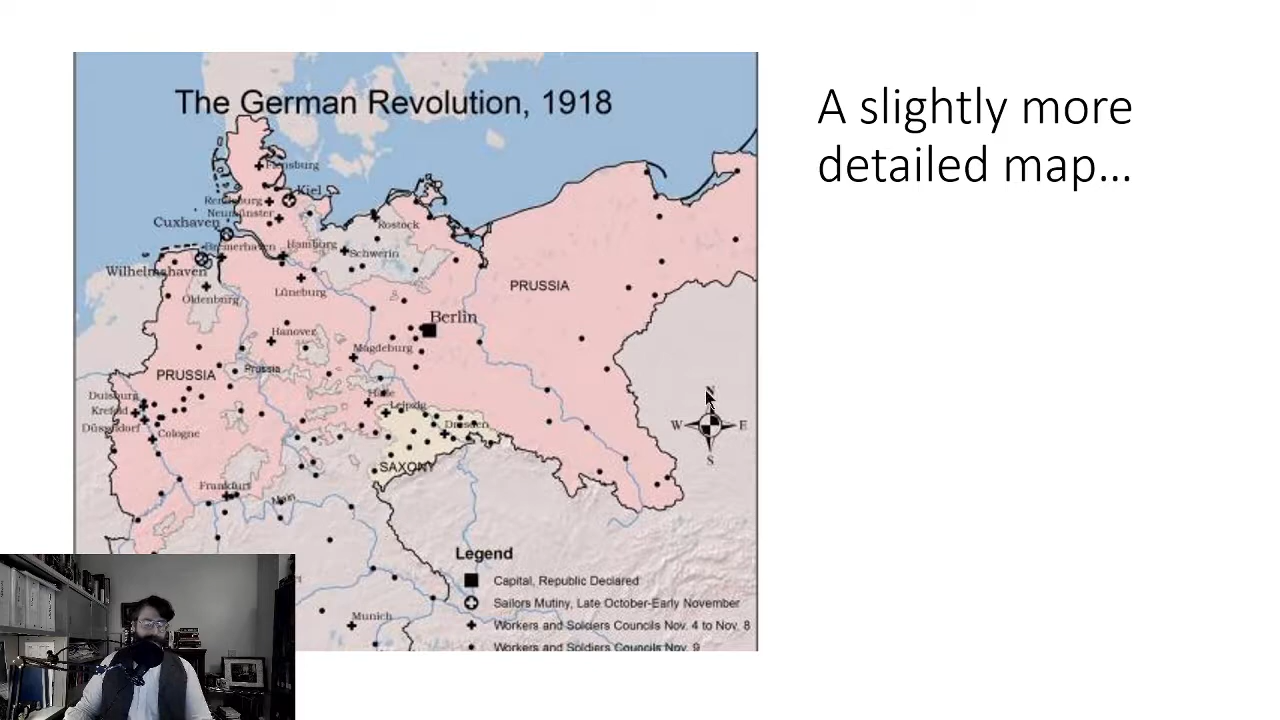 The German Revolution, 1918
A slightly more
detailed map...
Flensburg
Kiel
Rendsburg
Neumünster
Cuxhaven
Rostock
Bremerhaven
Hamburg
Schwerin
Wilhelmshaven
Oldenburg
Lüneburg
PRUSSIA
Berlin
Hanover
Magdeburg
PRUSSIA
Prussia
Duisburg
Krefeld
Halle
Leipzig
Düsseldorf
Cologne
Dresden
SAXONY
Frankfurt
Main
N
W
E
S
Legend
Capital, Republic Declared
Sailors Mutiny, Late October-Early November
Workers and Soldiers Councils Nov. 4 to Nov. 8
Workers and Soldiers Councils Nov. 9
Munich